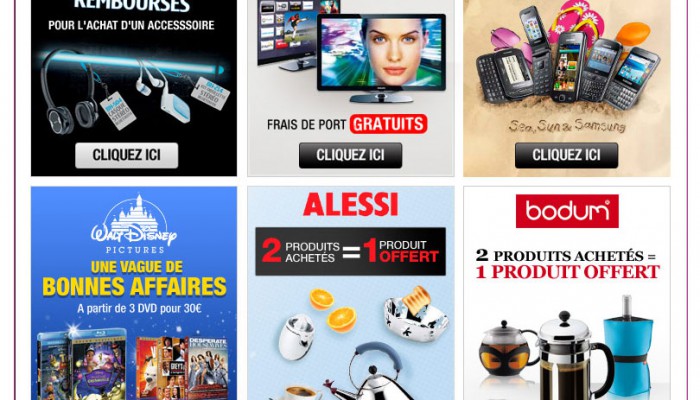 REMBOURSÉS
POUR L'ACHAT D'UN ACCESSSOIRE
CLIQUEZ ICI
FRAIS DE PORT GRATUITS
CLIQUEZ ICI
Sea, Sun & Samsung
CLIQUEZ ICI
WALT DISNEY
PICTURES
UNE VAGUE DE
BONNES AFFAIRES
A partir de 3 DVD pour 30€
DESPERATE
ALESSI
2 PRODUITS ACHETÉS = 1 PRODUIT OFFERT
bodum
2 PRODUITS ACHETÉS =
1 PRODUIT OFFERT